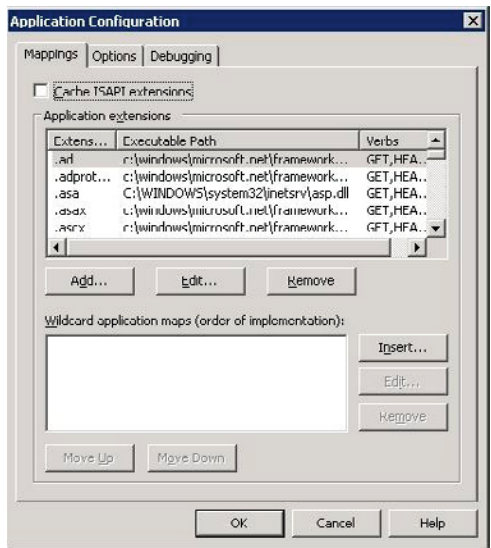 Application Configuration
Mappings Options Debugging
Cache ISAPI extensions
Application extensions
Extens... Executable Path Verbs
.ad c:\windows\microsoft.net\framework... GET,HEA...
.adprot... c:\windows\microsoft.net\framework... GET,HEA...
.asa C:\WINDOWS\system32\inetsrv\asp.dll GET,HEA...
.asax c:\windows\microsoft.net\framework... GET,HEA...
.ascx c:\windows\microsoft.net\framework... GET,HEA...
Add... Edit... Remove
Wildcard application maps (order of implementation):
Insert...
Edit...
Remove
Move Up Move Down
OK Cancel Help